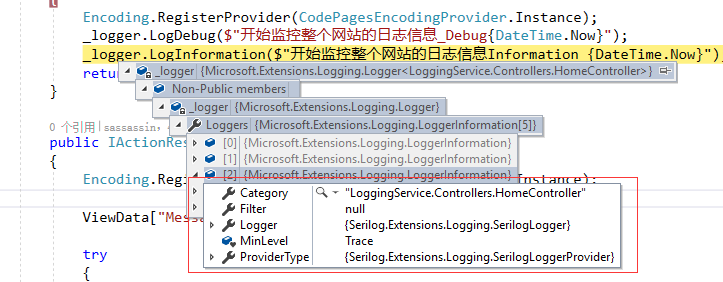 {
Encoding.RegisterProvider(CodePagesEncodingProvider.Instance);
_logger.LogDebug($"开始监控整个网站的日志信息_Debug{DateTime.Now}");
_logger.LogInformation($"开始监控整个网站的日志信息Information {DateTime.Now}")
retu
_logger {Microsoft.Extensions.Logging.Logger<LoggingService.Controllers.HomeController>}
}
Non-Public members
_logger {Microsoft.Extensions.Logging.Logger}
0 个引用 | sassassin,
Loggers {Microsoft.Extensions.Logging.LoggerInformation[5]}
public IActionRes
[0] {Microsoft.Extensions.Logging.LoggerInformation}
{
[1] {Microsoft.Extensions.Logging.LoggerInformation}
Encoding.Regi
[2] {Microsoft.Extensions.Logging.LoggerInformation}
Instance);
Category "LoggingService.Controllers.HomeController"
Filter null
ViewData["Messa
Logger {Serilog.Extensions.Logging.SerilogLogger}
MinLevel Trace
try
ProviderType {Serilog.Extensions.Logging.SerilogLoggerProvider}
{